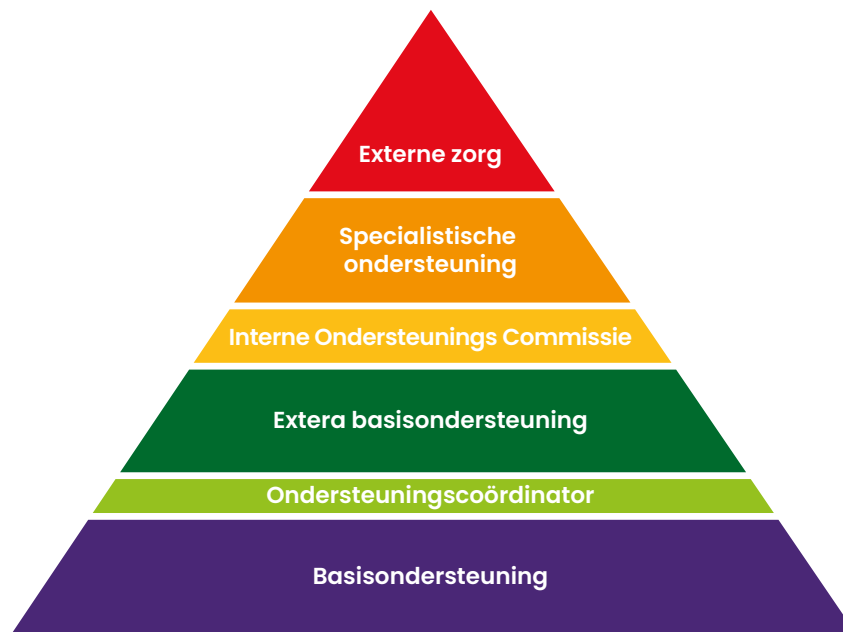 Externe zorg
Specialistische
ondersteuning
Interne Ondersteunings Commissie
Extera basisondersteuning
Ondersteuningscoördinator
Basisondersteuning